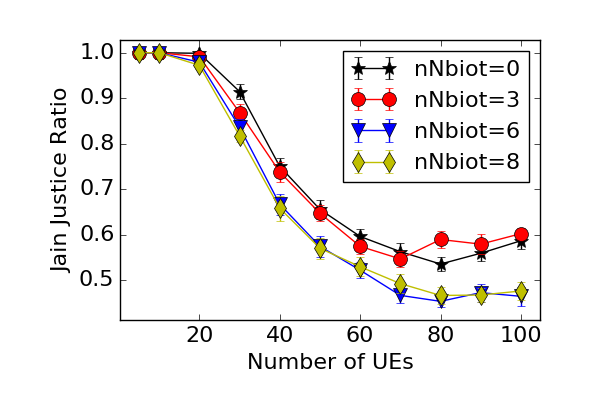 1.0
0.9
0.8
0.7
0.6
0.5
Jain Justice Ratio
nNbiot=0
nNbiot=3
nNbiot=6
nNbiot=8
20 40 60 80 100
Number of UEs